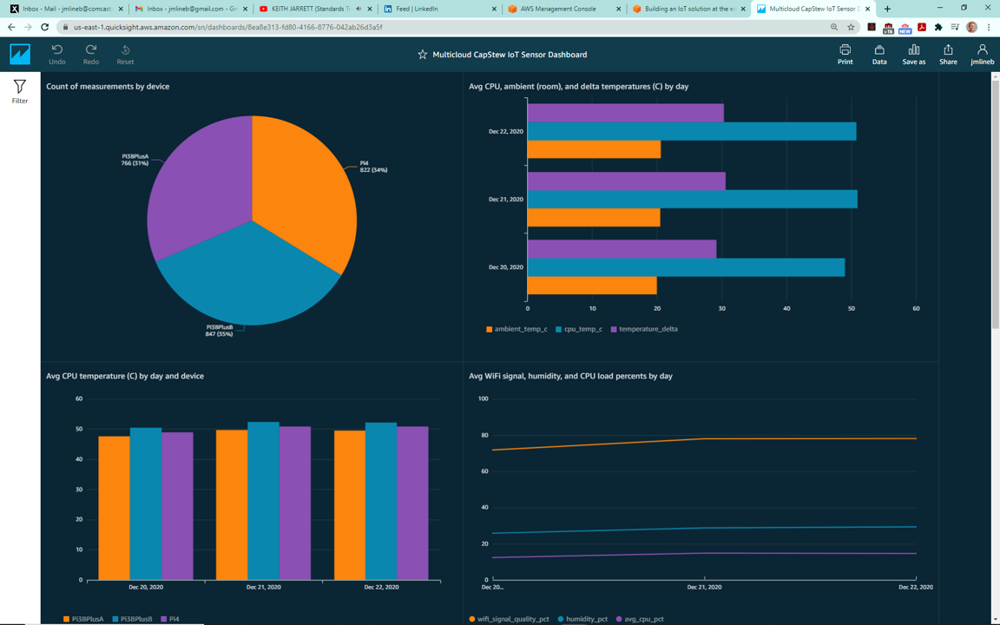 Inbox - Mail - jmlineb@comcast
Inbox - jmlineb@gmail.com - G
KEITH JARRETT (Standards T
Feed | LinkedIn
AWS Management Console
Building an IoT solution at the e
Multicloud CapStew IoT Sensor D
us-east-1.quicksight.aws.amazon.com/sn/dashboards/8ea8e313-fd80-4166-8776-042ab26d3a5f
>1k
NEW
Undo
Redo
Reset
Multicloud CapStew IoT Sensor Dashboard
Print
Data
Save as
Share
jmlineb
Filter
Count of measurements by device
Pi3BPlusA
766 (31%)
Pi4
822 (34%)
Pi3BPlusB
847 (35%)
Avg CPU, ambient (room), and delta temperatures (C) by day
Dec 22, 2020
Dec 21, 2020
Dec 20, 2020
0 10 20 30 40 50 60
ambient_temp_c cpu_temp_c temperature_delta
Avg CPU temperature (C) by day and device
60
50
40
30
20
10
0
Dec 20, 2020 Dec 21, 2020 Dec 22, 2020
Pi3BPlusA Pi3BPlusB Pi4
Avg WiFi signal, humidity, and CPU load percents by day
100
80
60
40
20
0
Dec 20... Dec 21, 2020 Dec 22, 2020
wifi_signal_quality_pct humidity_pct avg_cpu_pct